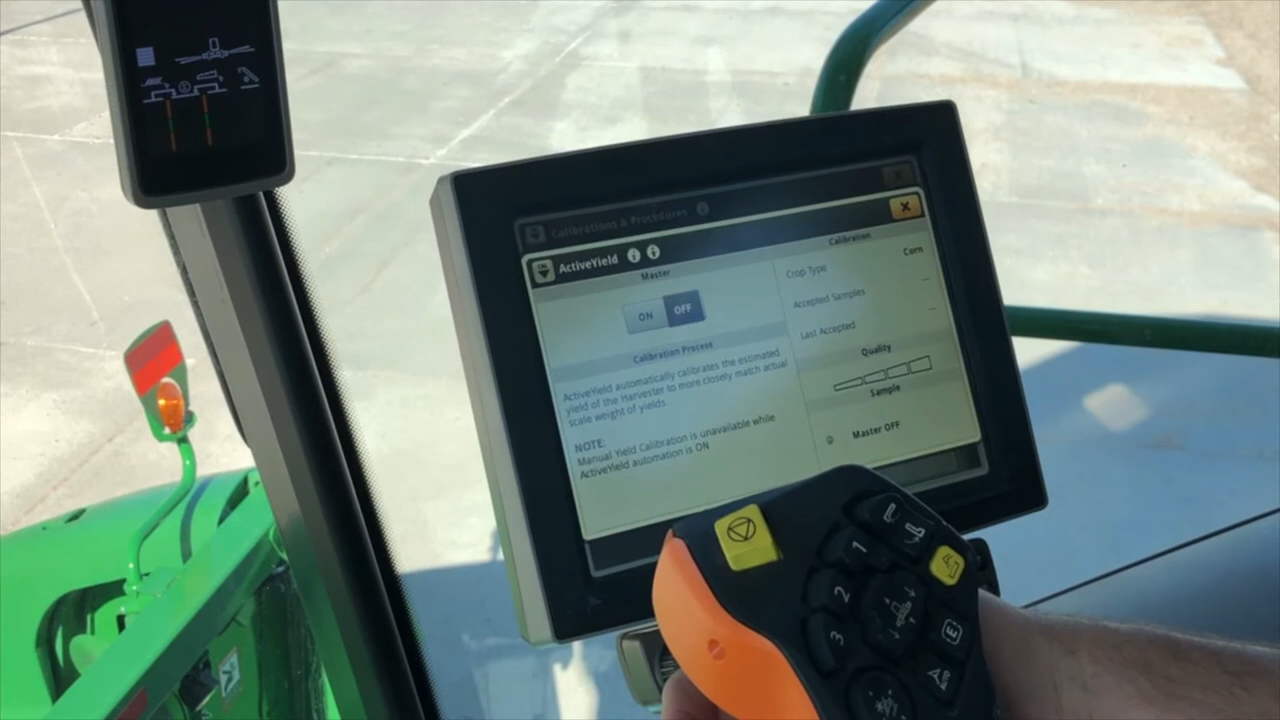 Calibrations & Procedures
ActiveYield
Master
ON OFF
Calibration Process
ActiveYield automatically calibrates the estimated
yield of the Harvester to more closely match actual
scale weight of yields.
NOTE:
Manual Yield Calibration is unavailable while
ActiveYield automation is ON
Calibration
Crop Type Corn
Accepted Samples --
Last Accepted --
Quality
Sample
Master OFF
1
2
3
E
AUTO